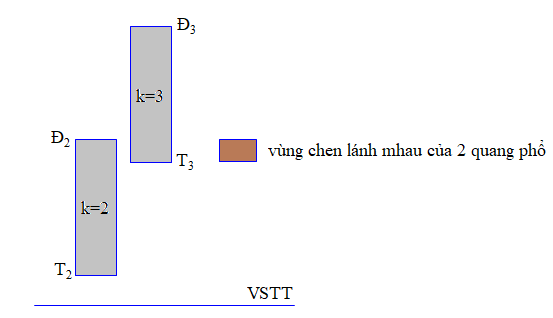 Đ₃
k=3
Đ₂
T₃
vùng chen lánh mhau của 2 quang phổ
k=2
T₂
VSTT